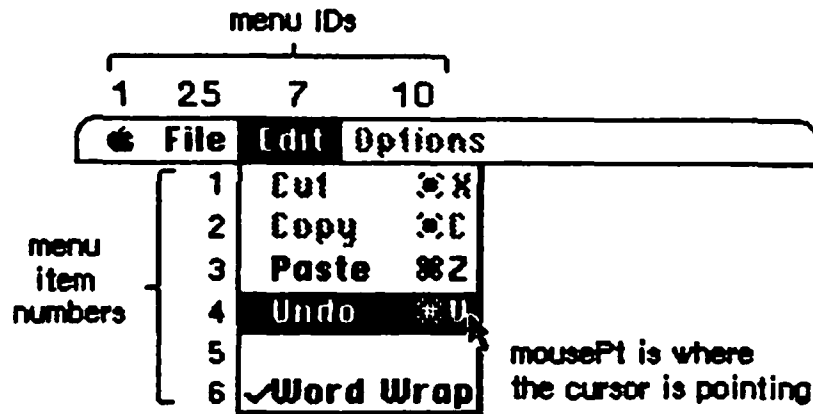 menu IDs
1 25 7 10
File Edit Options
1 Cut ⌘X
2 Copy ⌘C
3 Paste ⌘Z
4 Undo ⌘U
5
6 ✓Word Wrap
menu
item
numbers
mousePt is where
the cursor is pointing